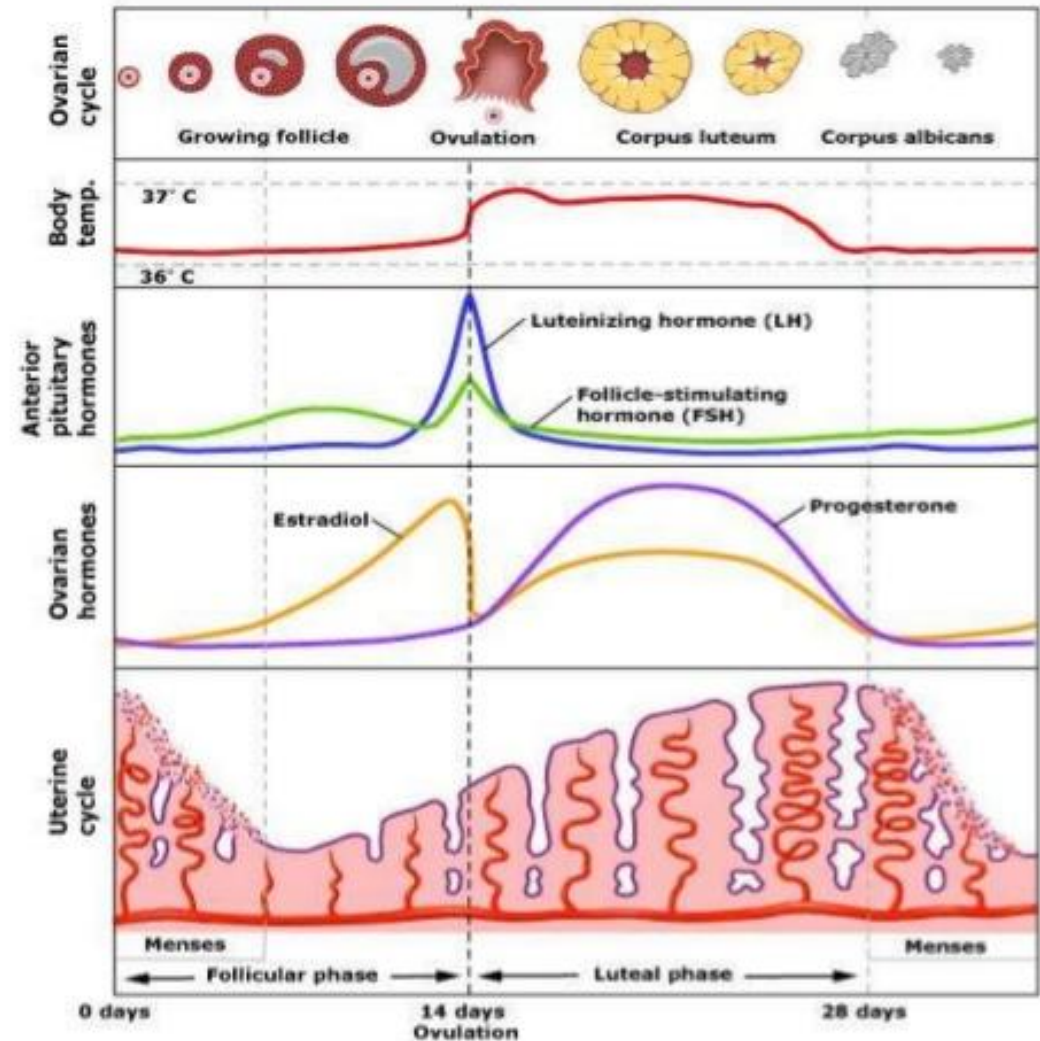 Ovarian
cycle
Growing follicle
Ovulation
Corpus luteum
Corpus albicans
Body
temp.
37° C
36° C
Anterior
pituitary
hormones
Luteinizing hormone (LH)
Follicle-stimulating
hormone (FSH)
Ovarian
hormones
Estradiol
Progesterone
Uterine
cycle
Menses
Menses
Follicular phase
Luteal phase
0 days
14 days
Ovulation
28 days